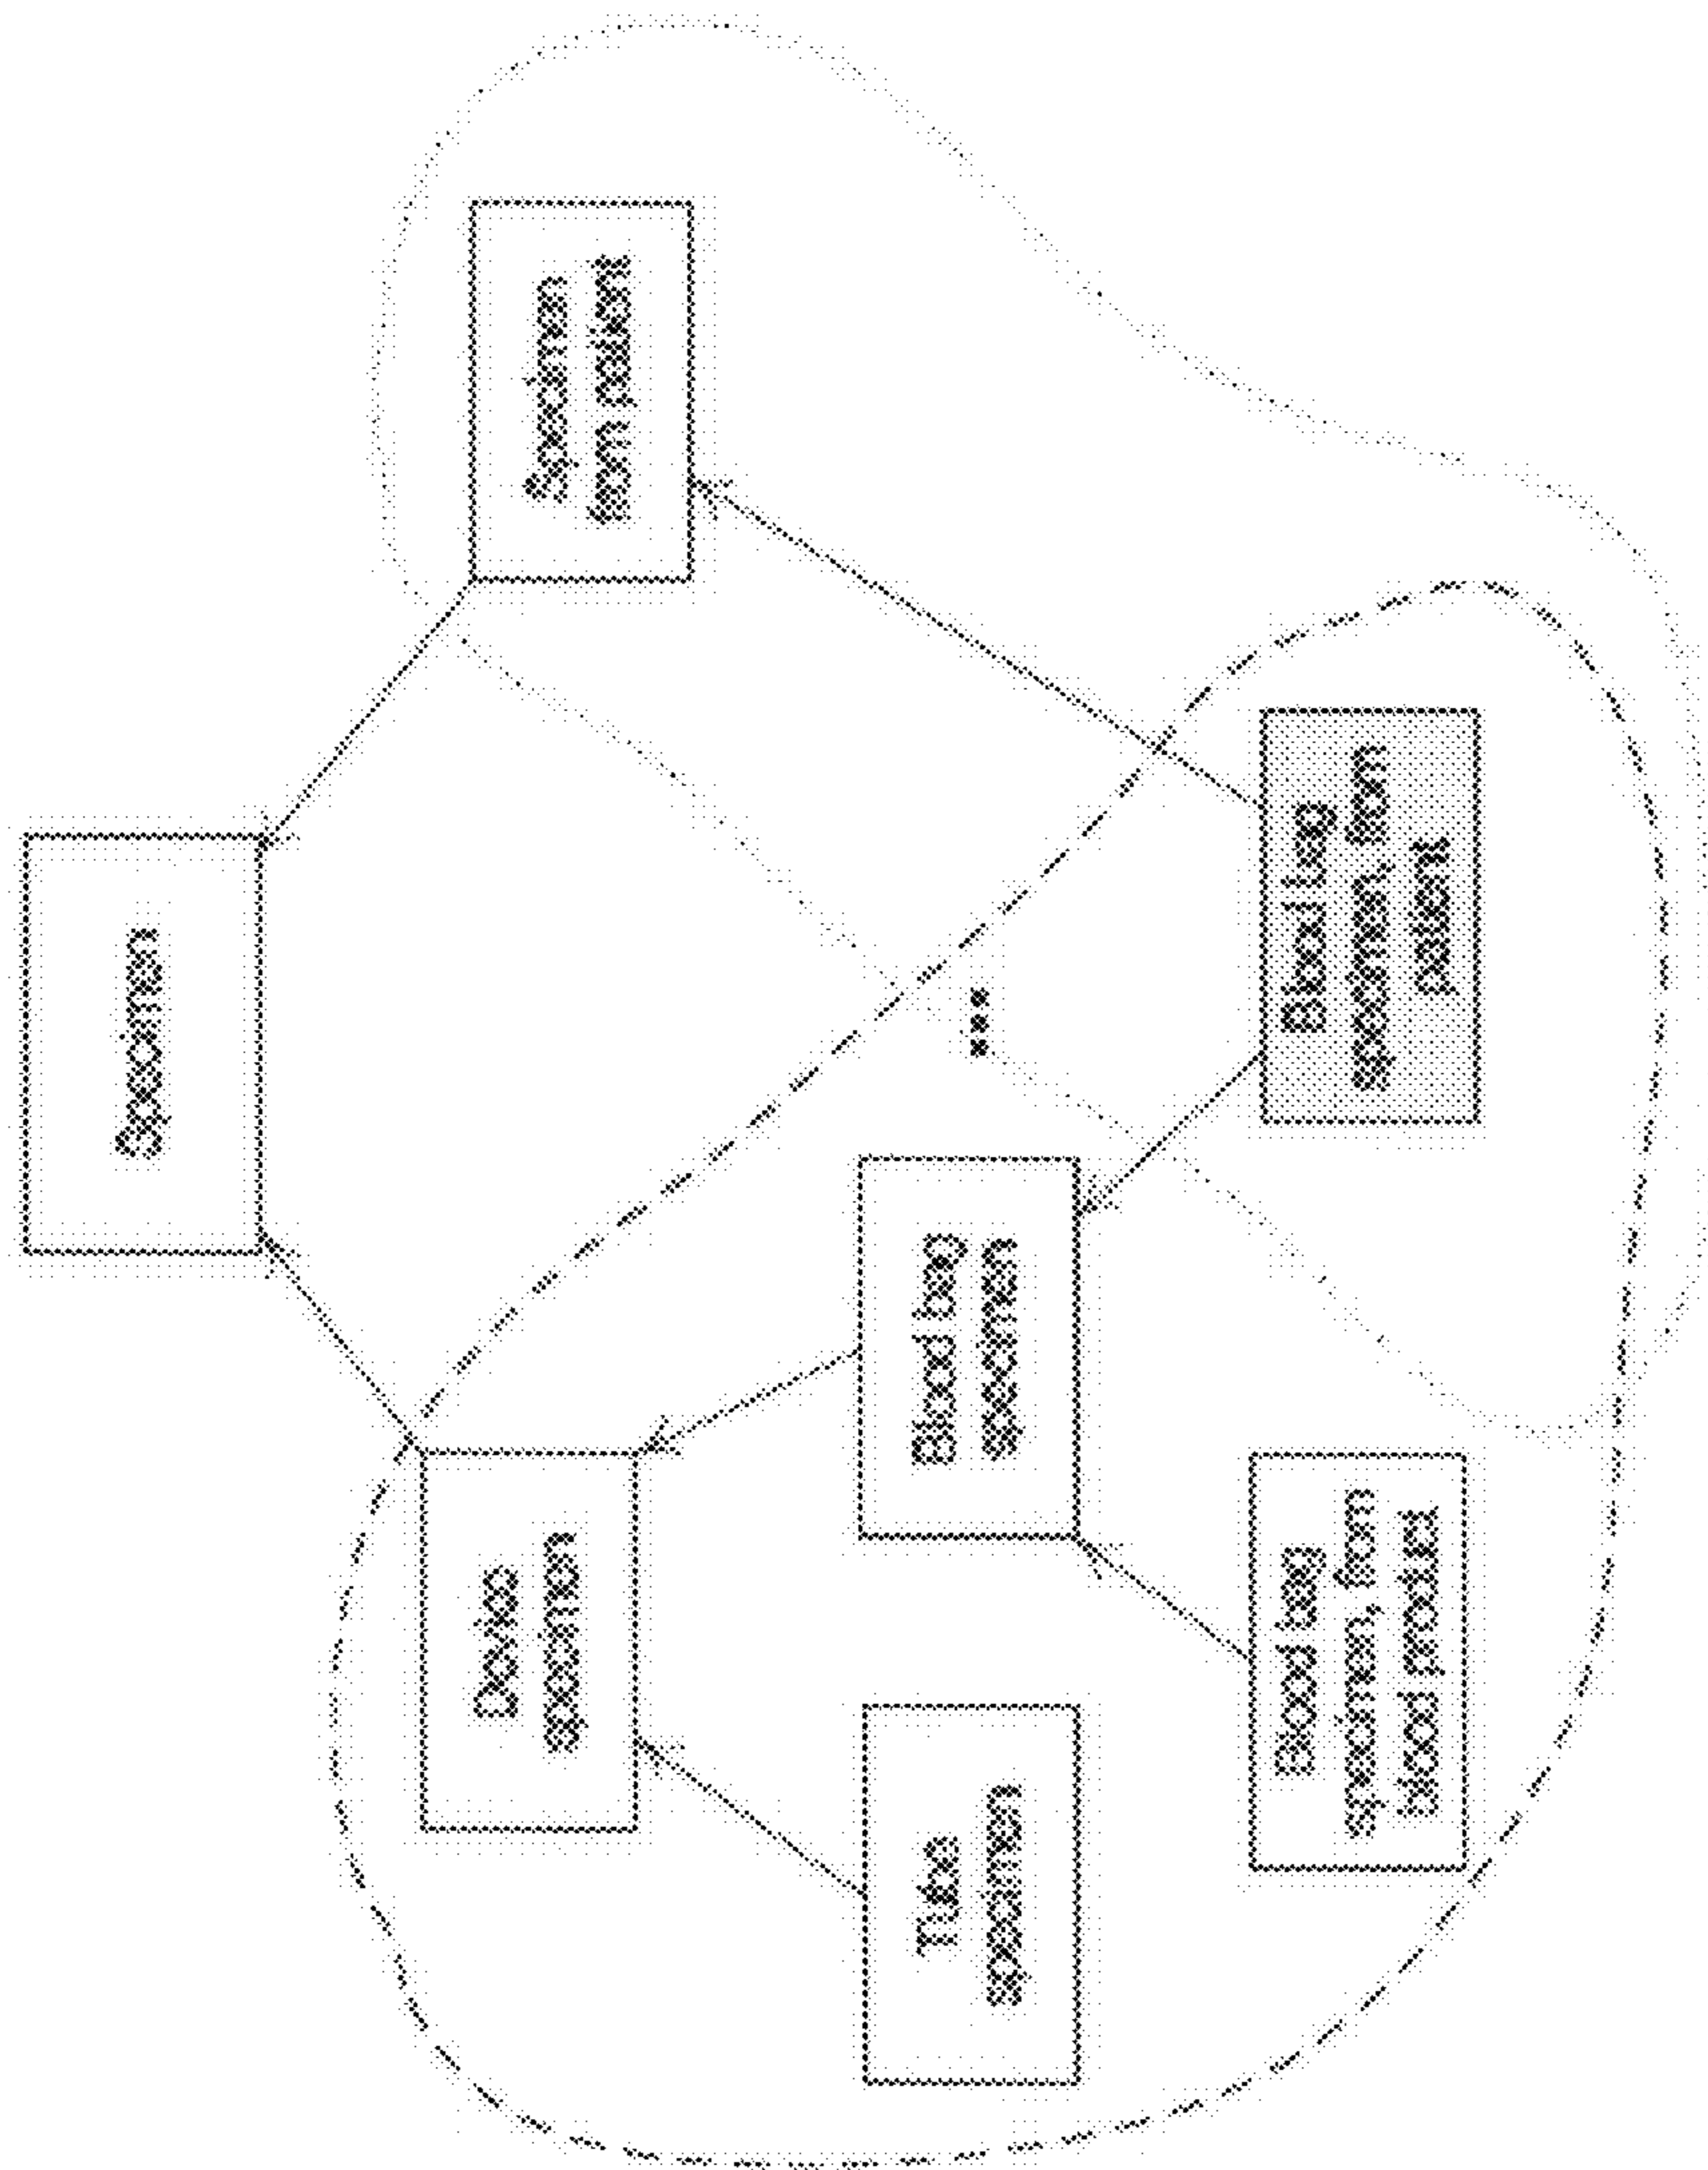 Specimen
Device
specimen
Specimen
from patient
Tube
specimen
Blood bag
specimen
...
Blood bag
specimen, from
blood product
Blood bag
specimen, from
patient